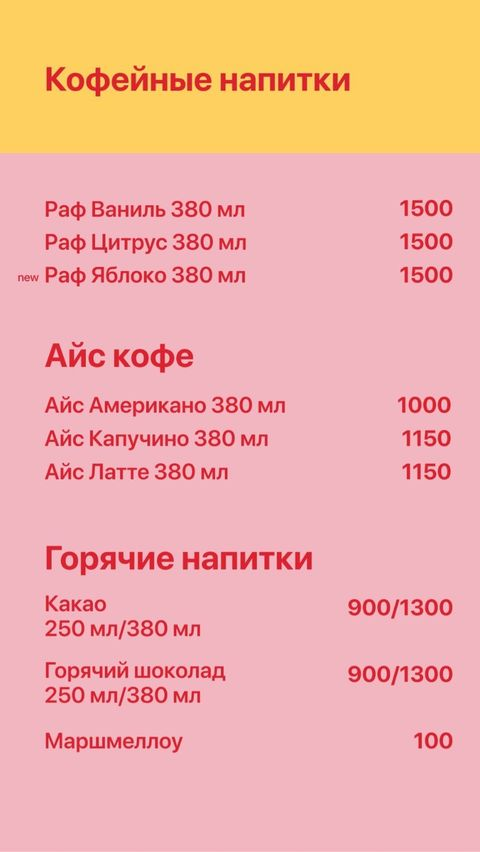 Кофейные напитки
Раф Ваниль 380 мл 1500
Раф Цитрус 380 мл 1500
new Раф Яблоко 380 мл 1500
Айс кофе
Айс Американо 380 мл 1000
Айс Капучино 380 мл 1150
Айс Латте 380 мл 1150
Горячие напитки
Какао
250 мл/380 мл 900/1300
Горячий шоколад
250 мл/380 мл 900/1300
Маршмеллоу 100